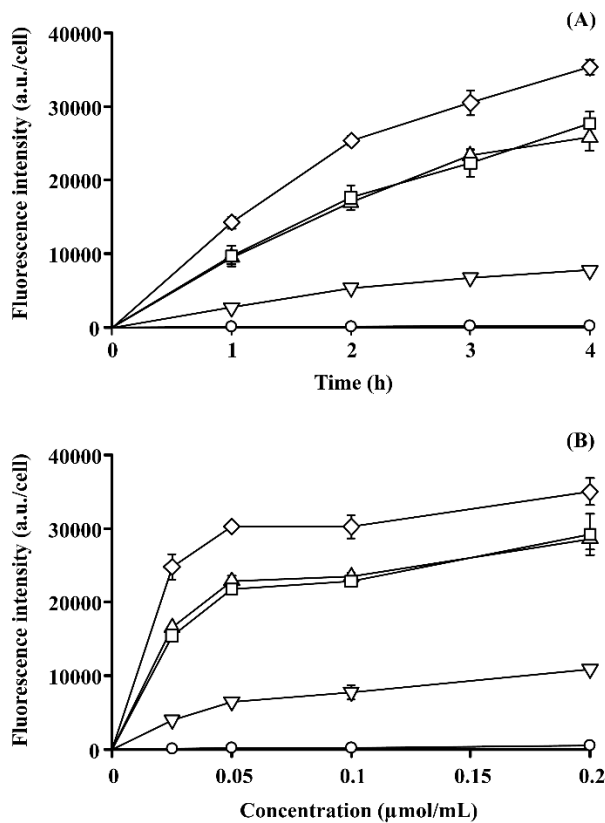 (A)
Fluorescence intensity (a.u./cell)
40000
30000
20000
10000
0
0 1 2 3 4
Time (h)
(B)
Fluorescence intensity (a.u./cell)
40000
30000
20000
10000
0
0 0.05 0.1 0.15 0.2
Concentration (μmol/mL)